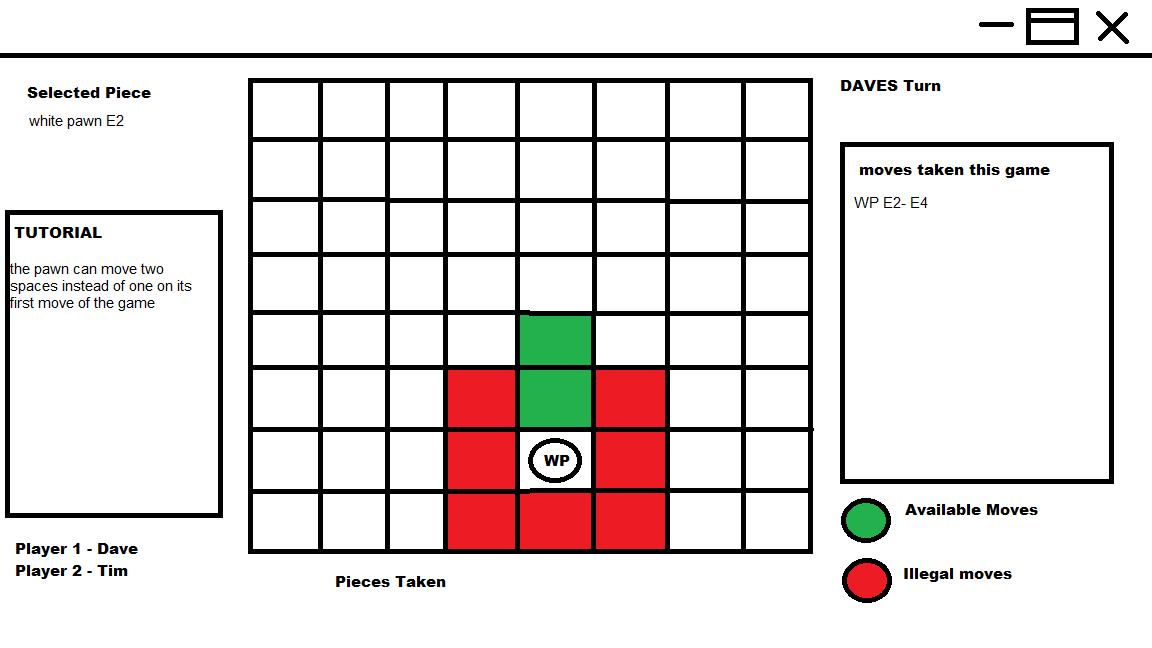 Selected Piece
white pawn E2
TUTORIAL
the pawn can move two
spaces instead of one on its
first move of the game
Player 1 - Dave
Player 2 - Tim
WP
Pieces Taken
DAVES Turn
moves taken this game
WP E2- E4
Available Moves
Illegal moves